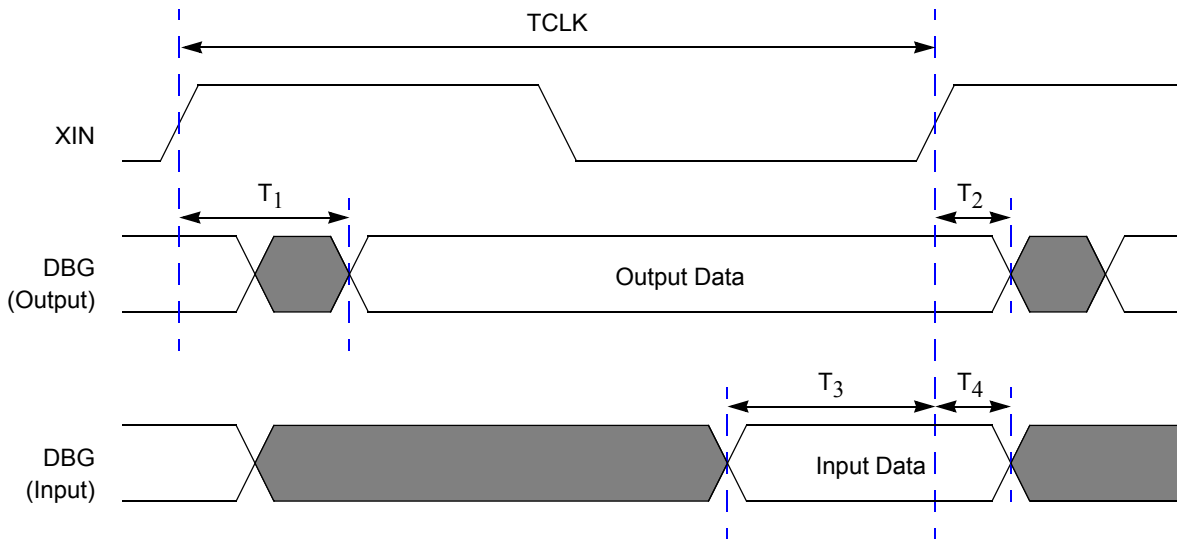 TCLK
XIN
T1
T2
DBG
(Output)
Output Data
T3
T4
DBG
(Input)
Input Data